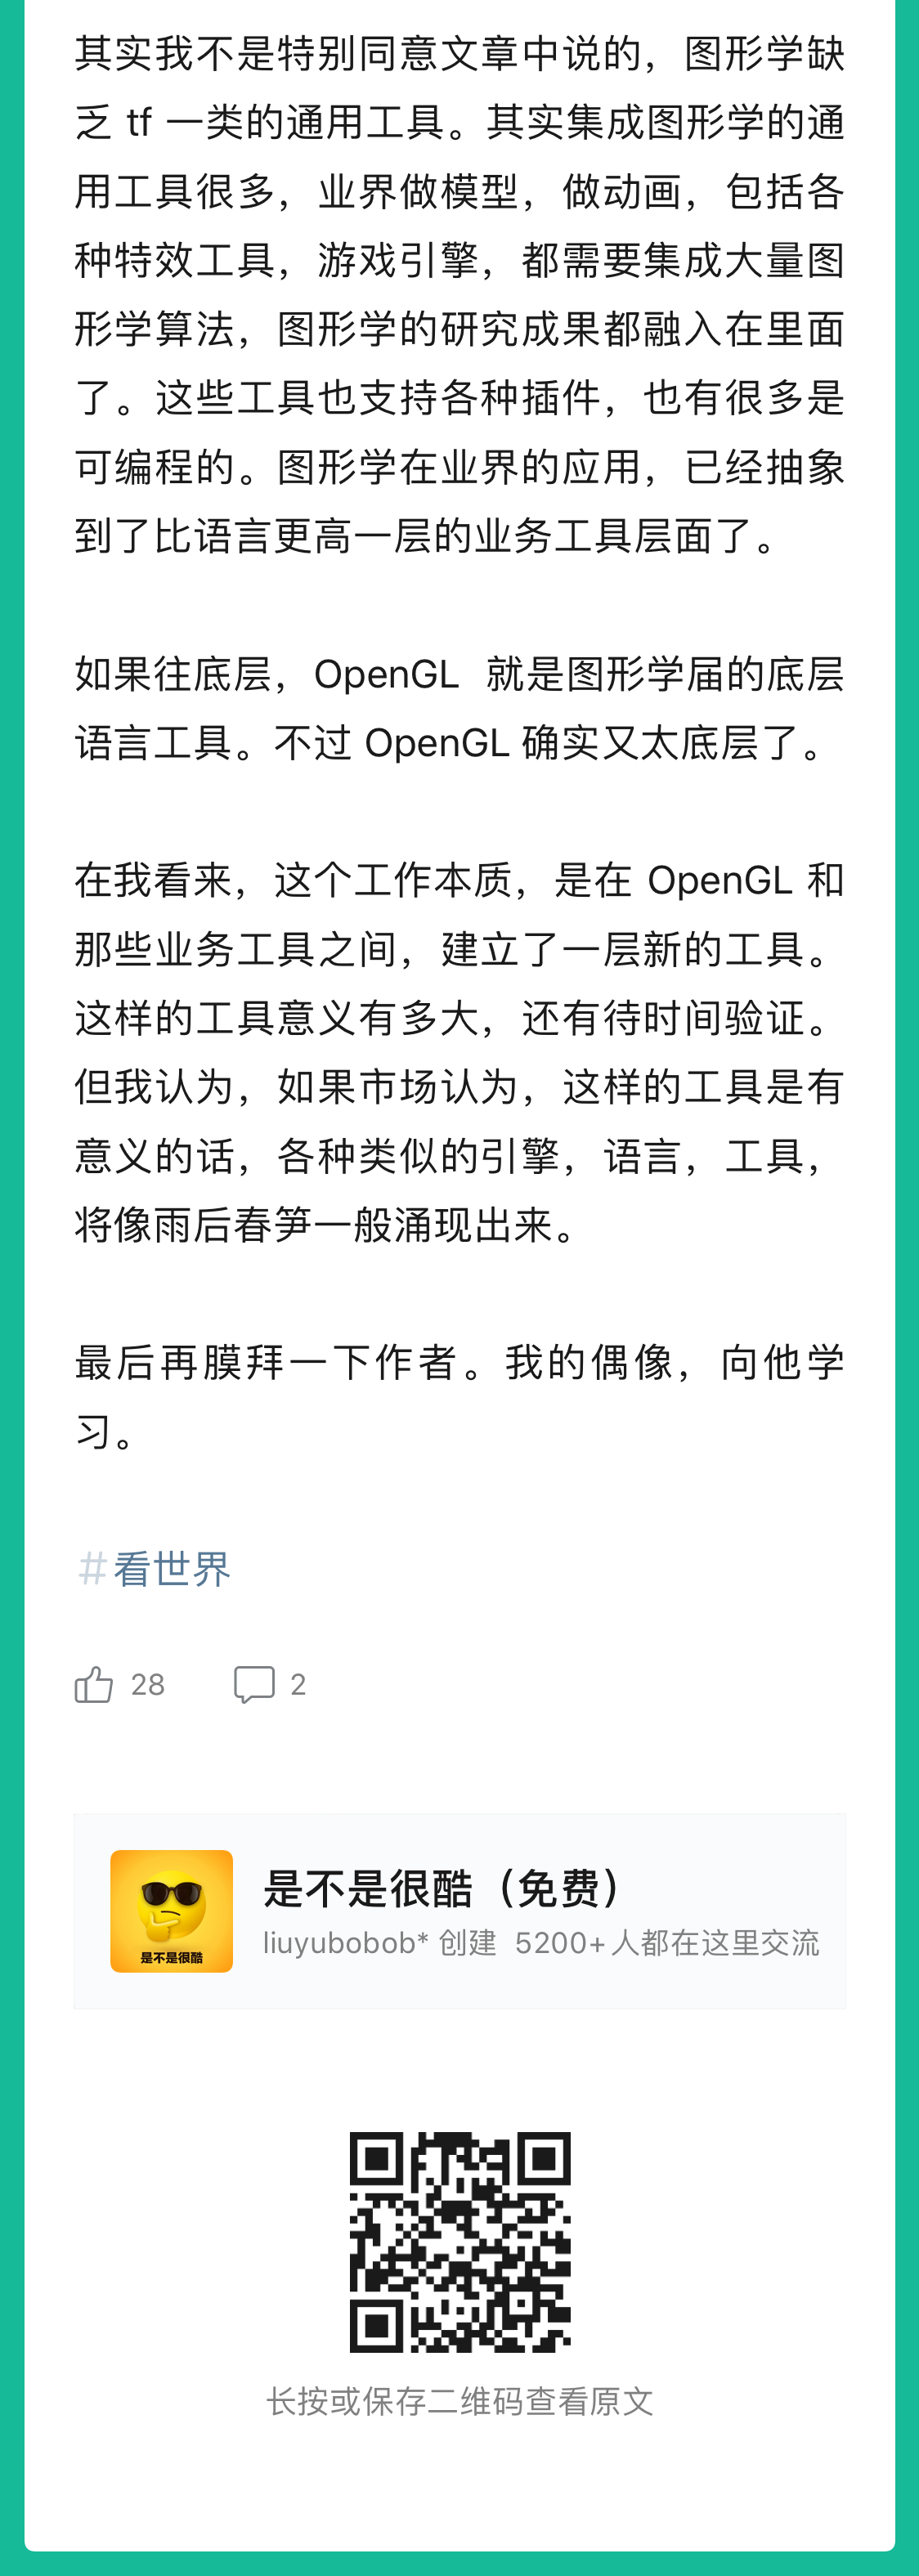 其实我不是特别同意文章中说的，图形学缺
乏 tf 一类的通用工具。其实集成图形学的通
用工具很多，业界做模型，做动画，包括各
种特效工具，游戏引擎，都需要集成大量图
形学算法，图形学的研究成果都融入在里面
了。这些工具也支持各种插件，也有很多是
可编程的。图形学在业界的应用，已经抽象
到了比语言更高一层的业务工具层面了。
如果往底层，OpenGL 就是图形学届的底层
语言工具。不过 OpenGL 确实又太底层了。
在我看来，这个工作本质，是在 OpenGL 和
那些业务工具之间，建立了一层新的工具。
这样的工具意义有多大，还有待时间验证。
但我认为，如果市场认为，这样的工具是有
意义的话，各种类似的引擎，语言，工具，
将像雨后春笋一般涌现出来。
最后再膜拜一下作者。我的偶像，向他学
习。
#看世界
28 2
是不是很酷（免费）
liuyubobob* 创建 5200+人都在这里交流
是不是很酷
长按或保存二维码查看原文